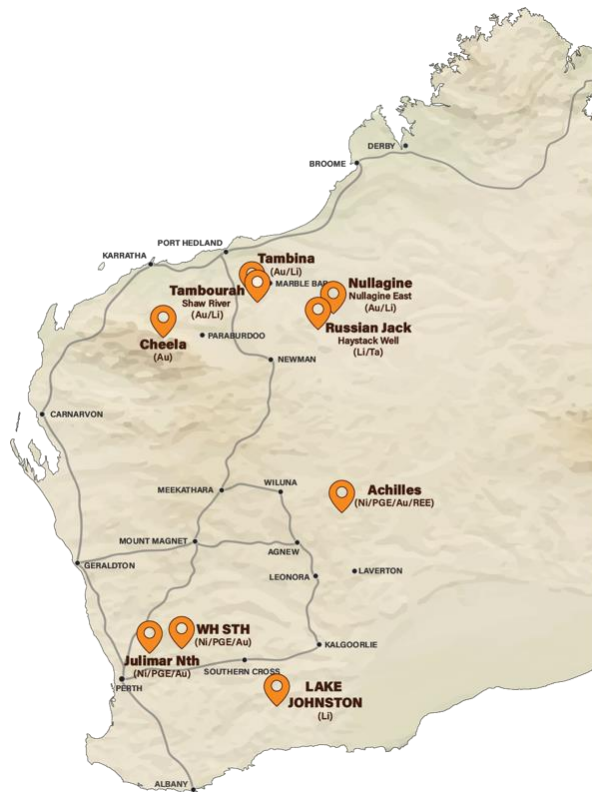 DERBY
BROOME
PORT HEDLAND
KARRATHA
Tambina
(Au/Li)
MARBLE BAR
Tambourah
Shaw River
(Au/Li)
Nullagine
Nullagine East
(Au/Li)
Russian Jack
Haystack Well
(Li/Ta)
Cheela
(Au)
PARABURDOO
NEWMAN
CARNARVON
MEEKATHARA
WILUNA
Achilles
(Ni/PGE/Au/REE)
MOUNT MAGNET
AGNEW
GERALDTON
LEONORA
LAVERTON
WH STH
(Ni/PGE/Au)
Julimar Nth
(Ni/PGE/Au)
KALGOORLIE
SOUTHERN CROSS
PERTH
LAKE
JOHNSTON
(Li)
ALBANY